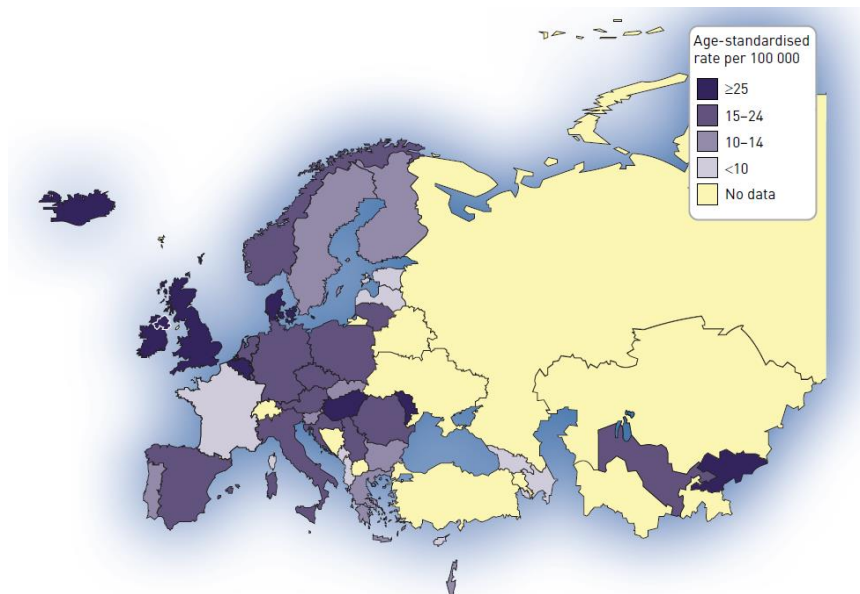 Age-standardised
rate per 100 000
≥25
15–24
10–14
<10
No data